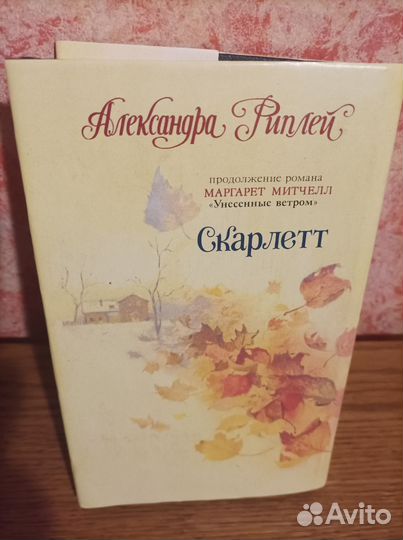 Александра Риплей
продолжение романа
МАРГАРЕТ МИТЧЕЛЛ
«Унесенные ветром»
Скарлетт
Avito